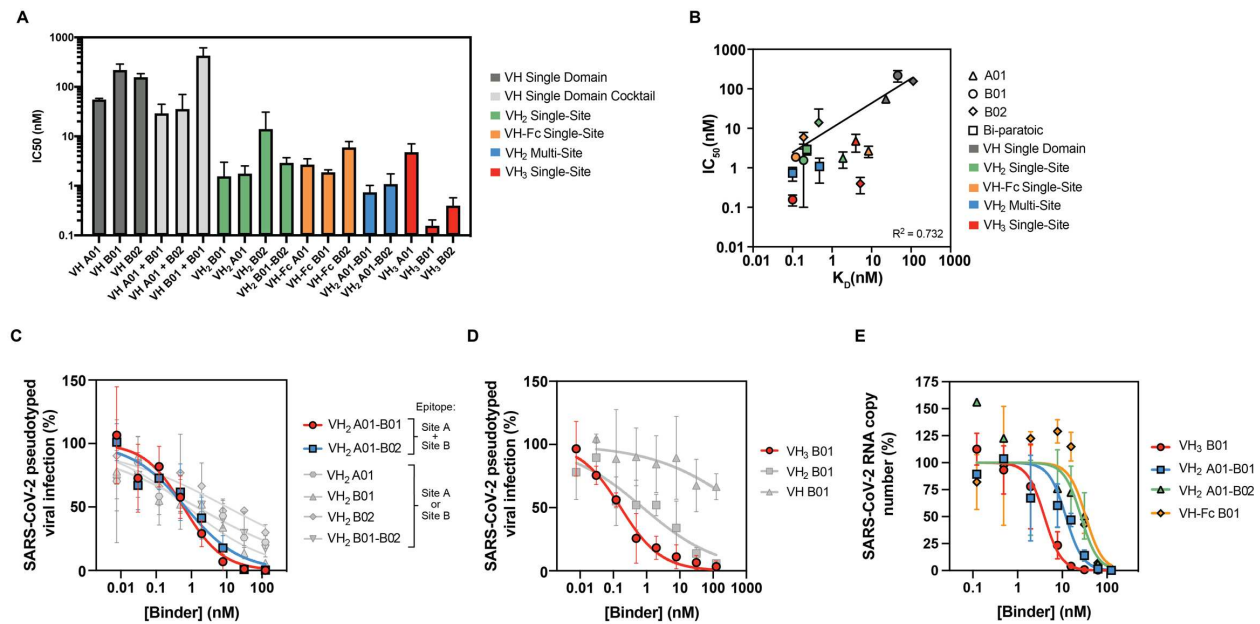 A
IC50 (nM)
1000
100
10
1
0.1
VH A01
VH B01
VH B02
VH A01 + B01
VH A01 + B02
VH B01 + B01
VH2 B01
VH2 A01
VH2 B02
VH2 B01-B02
VH-Fc A01
VH-Fc B01
VH-Fc B02
VH2 A01-B01
VH2 A01-B02
VH3 A01
VH3 B01
VH3 B02
VH Single Domain
VH Single Domain Cocktail
VH2 Single-Site
VH-Fc Single-Site
VH2 Multi-Site
VH3 Single-Site
B
IC50(nM)
1000
100
10
1
0.1
0.01
0.1
1
10
100
1000
KD(nM)
R2 = 0.732
A01
B01
B02
Bi-paratoic
VH Single Domain
VH2 Single-Site
VH-Fc Single-Site
VH2 Multi-Site
VH3 Single-Site
C
SARS-CoV-2 pseudotyped
viral infection (%)
150
100
50
0
0.01
0.1
1
10
100
[Binder] (nM)
Epitope:
VH2 A01-B01
VH2 A01-B02
Site A
+
Site B
VH2 A01
VH2 B01
VH2 B02
VH2 B01-B02
Site A
or
Site B
D
SARS-CoV-2 pseudotyped
viral infection (%)
150
100
50
0
0.01
0.1
1
10
100
1000
[Binder] (nM)
VH3 B01
VH2 B01
VH B01
E
SARS-CoV-2 RNA copy
number (%)
175
150
125
100
75
50
25
0
0.1
1
10
100
[Binder] (nM)
VH3 B01
VH2 A01-B01
VH2 A01-B02
VH-Fc B01